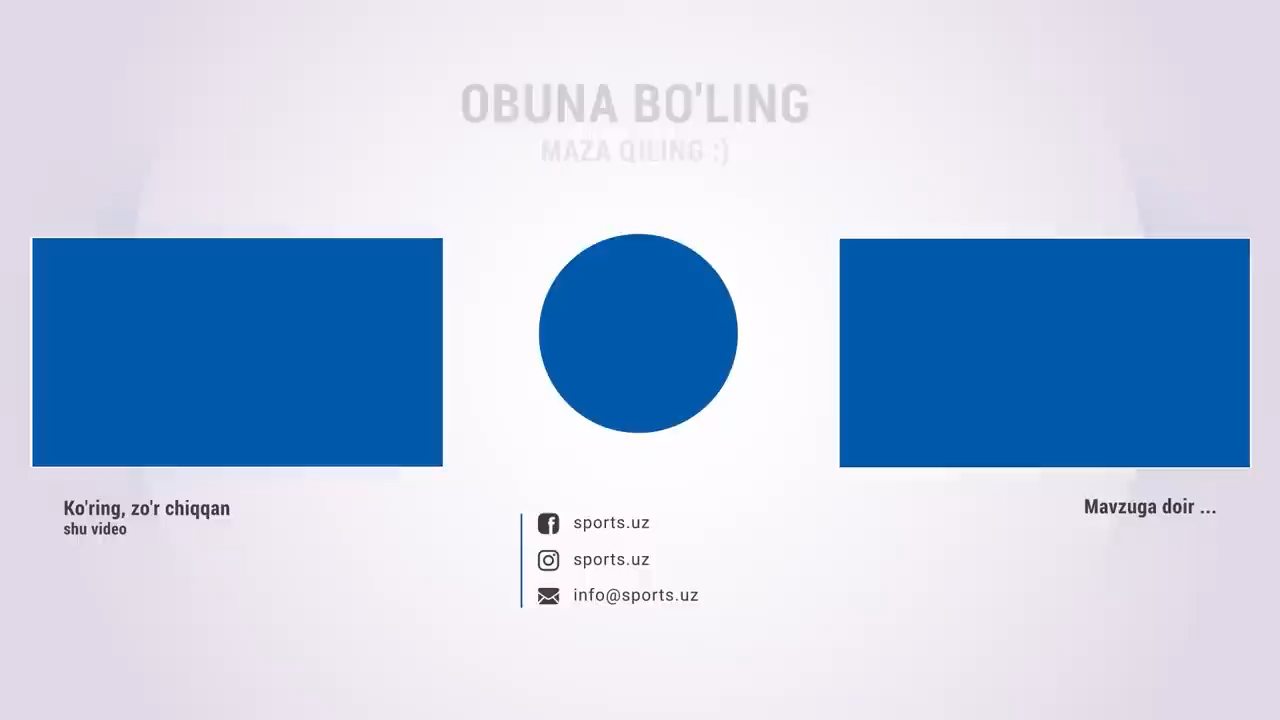 OBUNA BO'LING
MAZA QILING :)
Ko'ring, zo'r chiqqan
shu video
Mavzuga doir ...
sports.uz
sports.uz
info@sports.uz